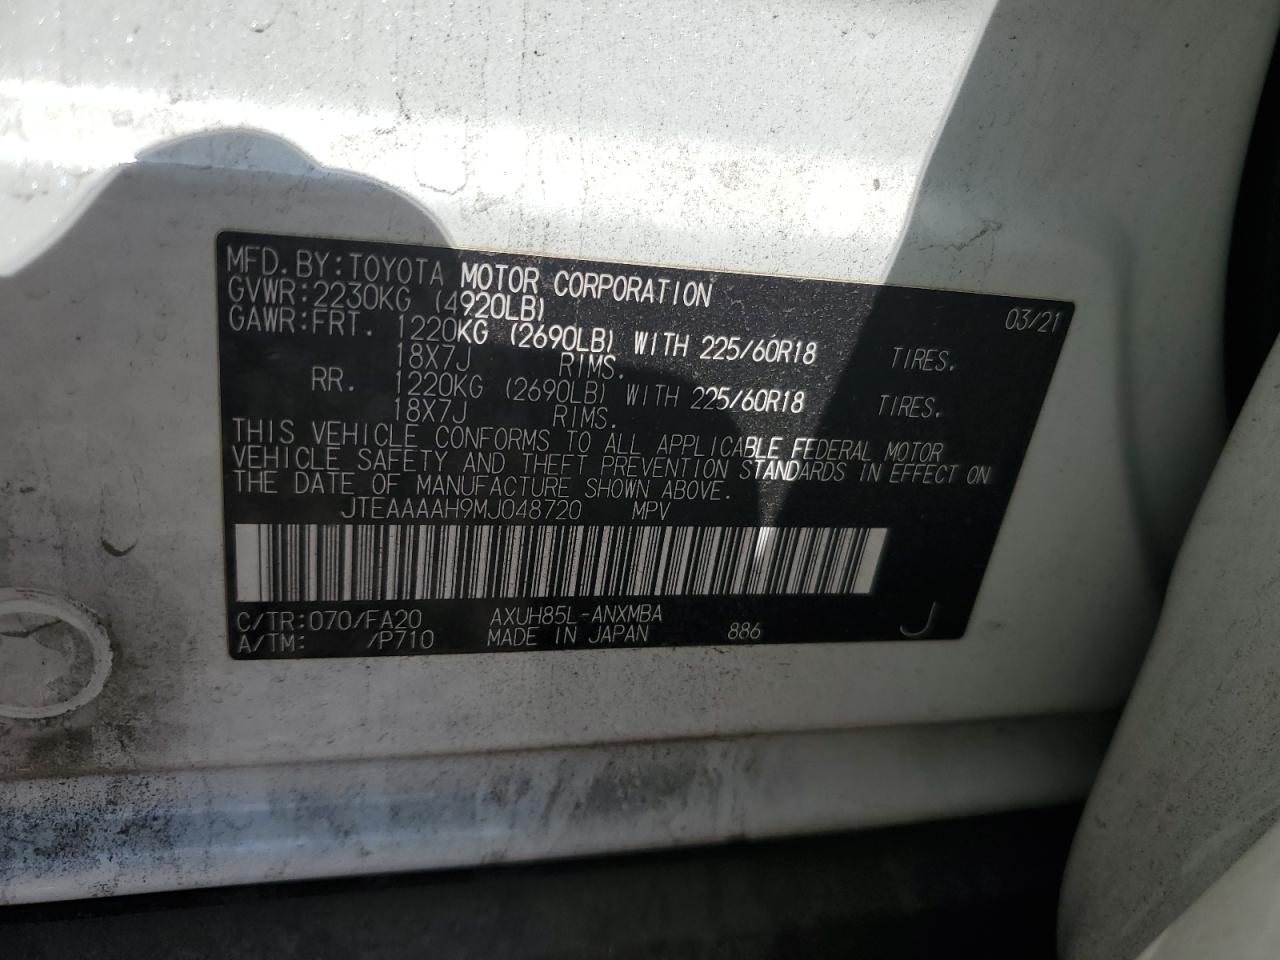 MFD.BY:TOYOTA MOTOR CORPORATION 03/21
GVWR:2230KG (4920LB)
GAWR:FRT. 1220KG (2690LB) WITH 225/60R18 TIRES.
18X7J RIMS.
RR. 1220KG (2690LB) WITH 225/60R18 TIRES.
18X7J RIMS.
THIS VEHICLE CONFORMS TO ALL APPLICABLE FEDERAL MOTOR
VEHICLE SAFETY AND THEFT PREVENTION STANDARDS IN EFFECT ON
THE DATE OF MANUFACTURE SHOWN ABOVE.
JTEAAAAH9MJ048720 MPV
C/TR:070/FA20 AXUH85L-ANXMBA
A/TM: /P710 MADE IN JAPAN 886 J